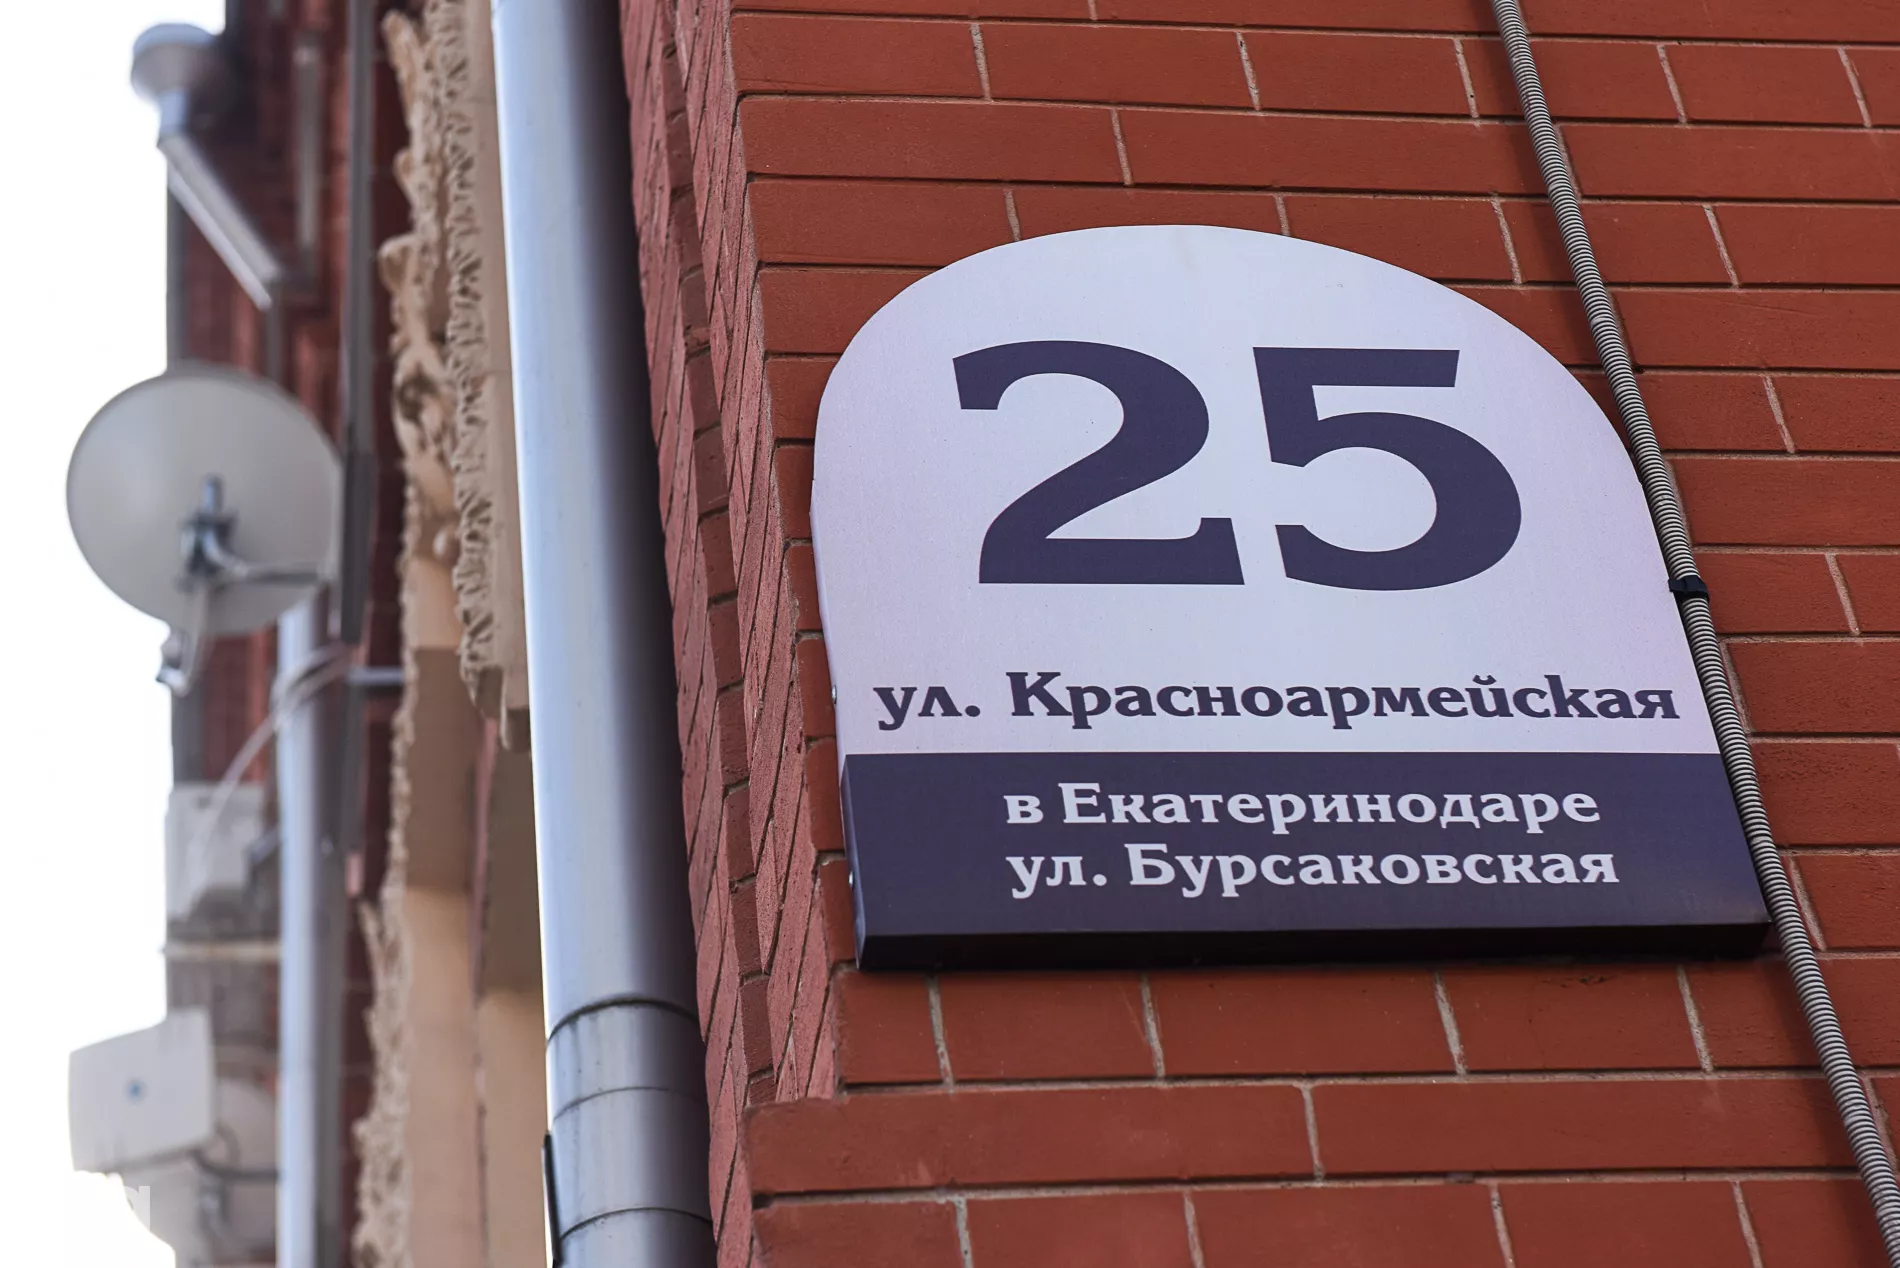 25
ул. Красноармейская
в Екатеринодаре
ул. Бурсаковская